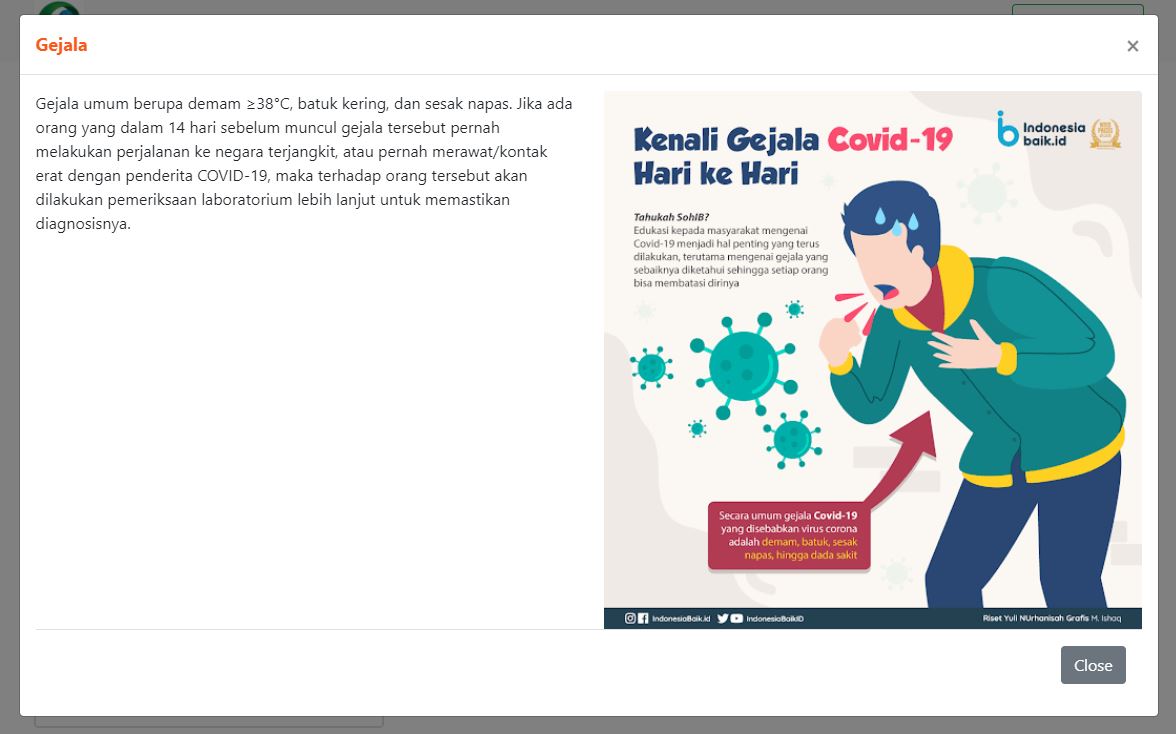 Gejala
×
Gejala umum berupa demam ≥38°C, batuk kering, dan sesak napas. Jika ada
orang yang dalam 14 hari sebelum muncul gejala tersebut pernah
melakukan perjalanan ke negara terjangkit, atau pernah merawat/kontak
erat dengan penderita COVID-19, maka terhadap orang tersebut akan
dilakukan pemeriksaan laboratorium lebih lanjut untuk memastikan
diagnosisnya.
Kenali Gejala Covid-19
Hari ke Hari
Indonesia
baik.id
Tahukah SohIB?
Edukasi kepada masyarakat mengenai
Covid-19 menjadi hal penting yang terus
dilakukan, terutama mengenai gejala yang
sebaiknya diketahui sehingga setiap orang
bisa membatasi dirinya
Secara umum gejala Covid-19
yang disebabkan virus corona
adalah demam, batuk, sesak
napas, hingga dada sakit
IndonesiaBaik.id IndonesiaBaikID
Riset Yuli NUrhanisah Grafis M. Ishaq
Close